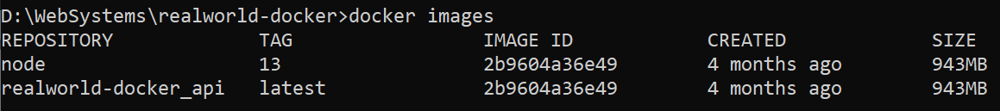 D:\WebSystems\realworld-docker>docker images
REPOSITORY TAG IMAGE ID CREATED SIZE
node 13 2b9604a36e49 4 months ago 943MB
realworld-docker_api latest 2b9604a36e49 4 months ago 943MB